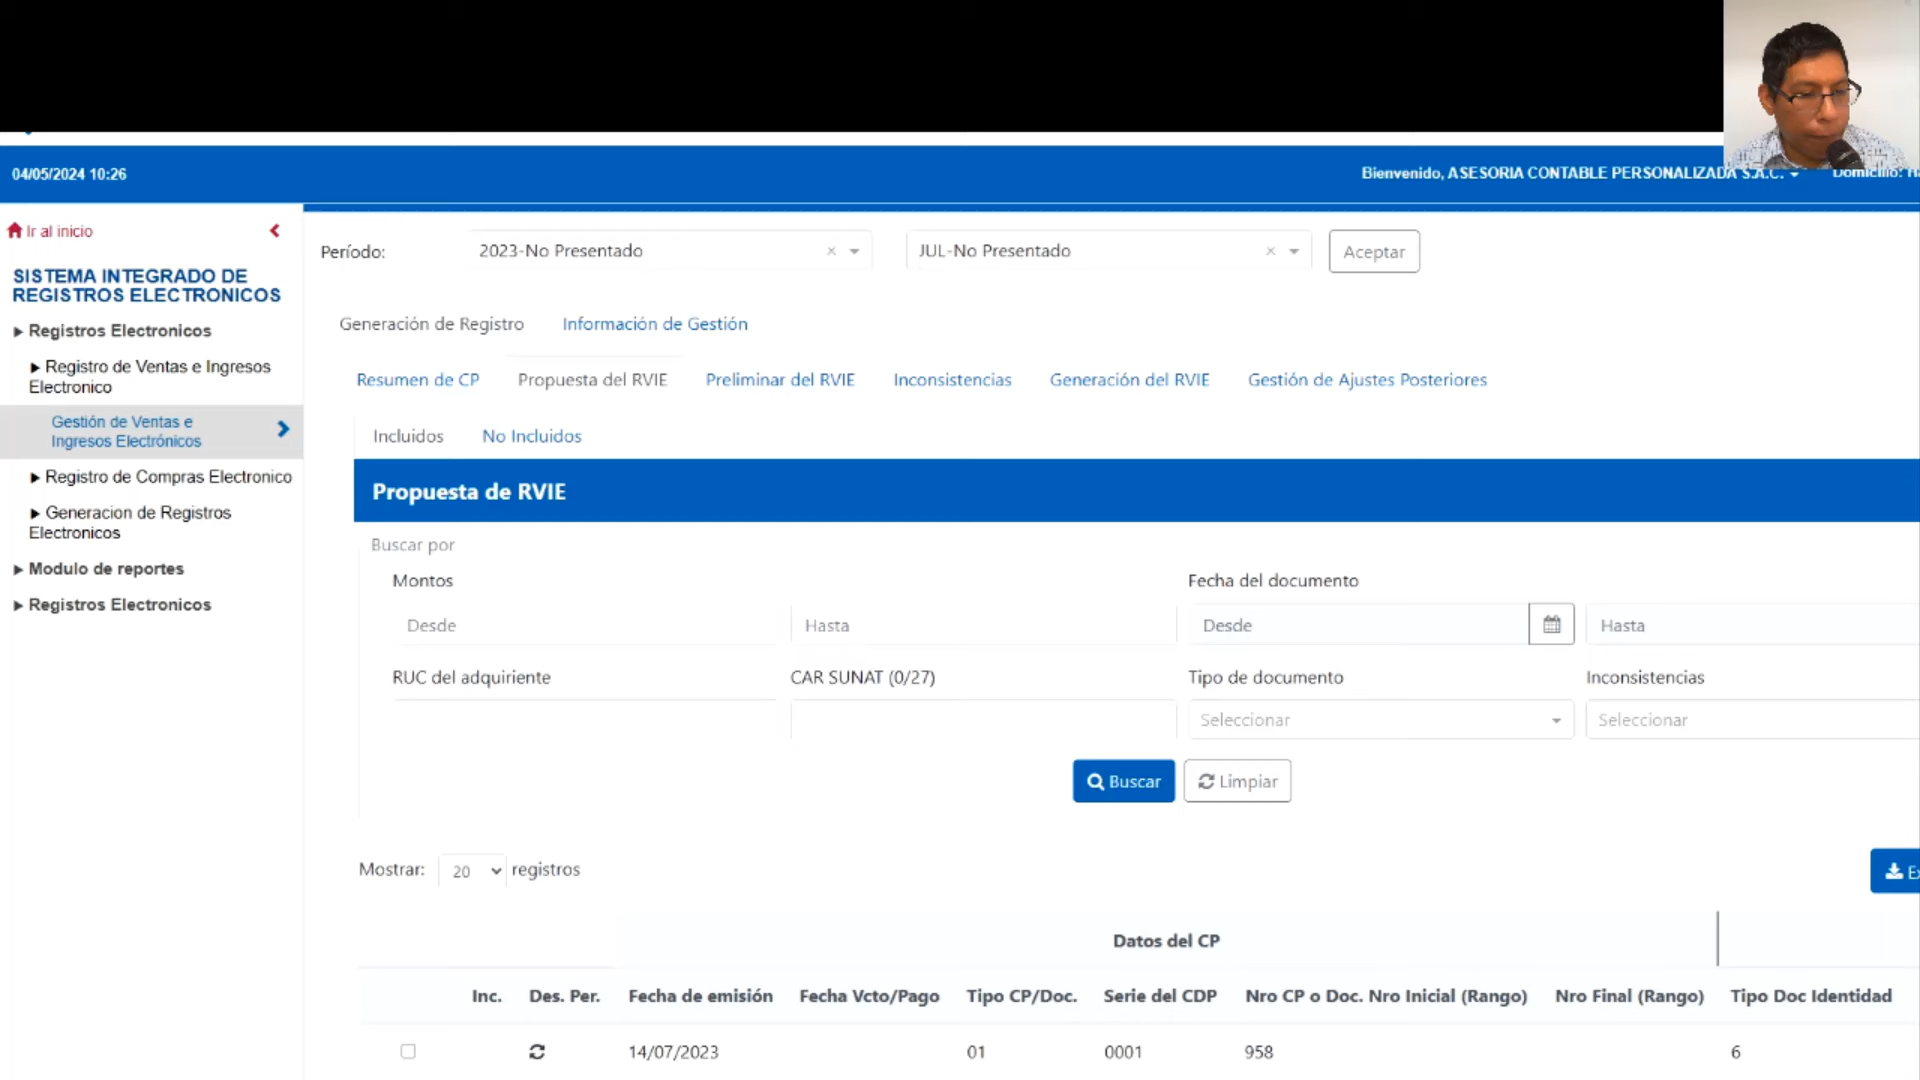 04/05/2024 10:26
Bienvenido, ASESORIA CONTABLE PERSONALIZADA S.A.C.
Domicilio:
Ir al inicio
SISTEMA INTEGRADO DE
REGISTROS ELECTRONICOS
Registros Electronicos
Registro de Ventas e Ingresos
Electronico
Gestión de Ventas e
Ingresos Electrónicos
Registro de Compras Electronico
Generacion de Registros
Electronicos
Modulo de reportes
Registros Electronicos
Período: 2023-No Presentado × JUL-No Presentado × Aceptar
Generación de Registro Información de Gestión
Resumen de CP Propuesta del RVIE Preliminar del RVIE Inconsistencias Generación del RVIE Gestión de Ajustes Posteriores
Incluidos No Incluidos
Propuesta de RVIE
Buscar por
Montos Fecha del documento
Desde Hasta Desde Hasta
RUC del adquiriente CAR SUNAT (0/27) Tipo de documento Inconsistencias
Seleccionar Seleccionar
Buscar Limpiar
Mostrar: 20 registros
Ex
Datos del CP
Inc. Des. Per. Fecha de emisión Fecha Vcto/Pago Tipo CP/Doc. Serie del CDP Nro CP o Doc. Nro Inicial (Rango) Nro Final (Rango) Tipo Doc Identidad
14/07/2023 01 0001 958 6